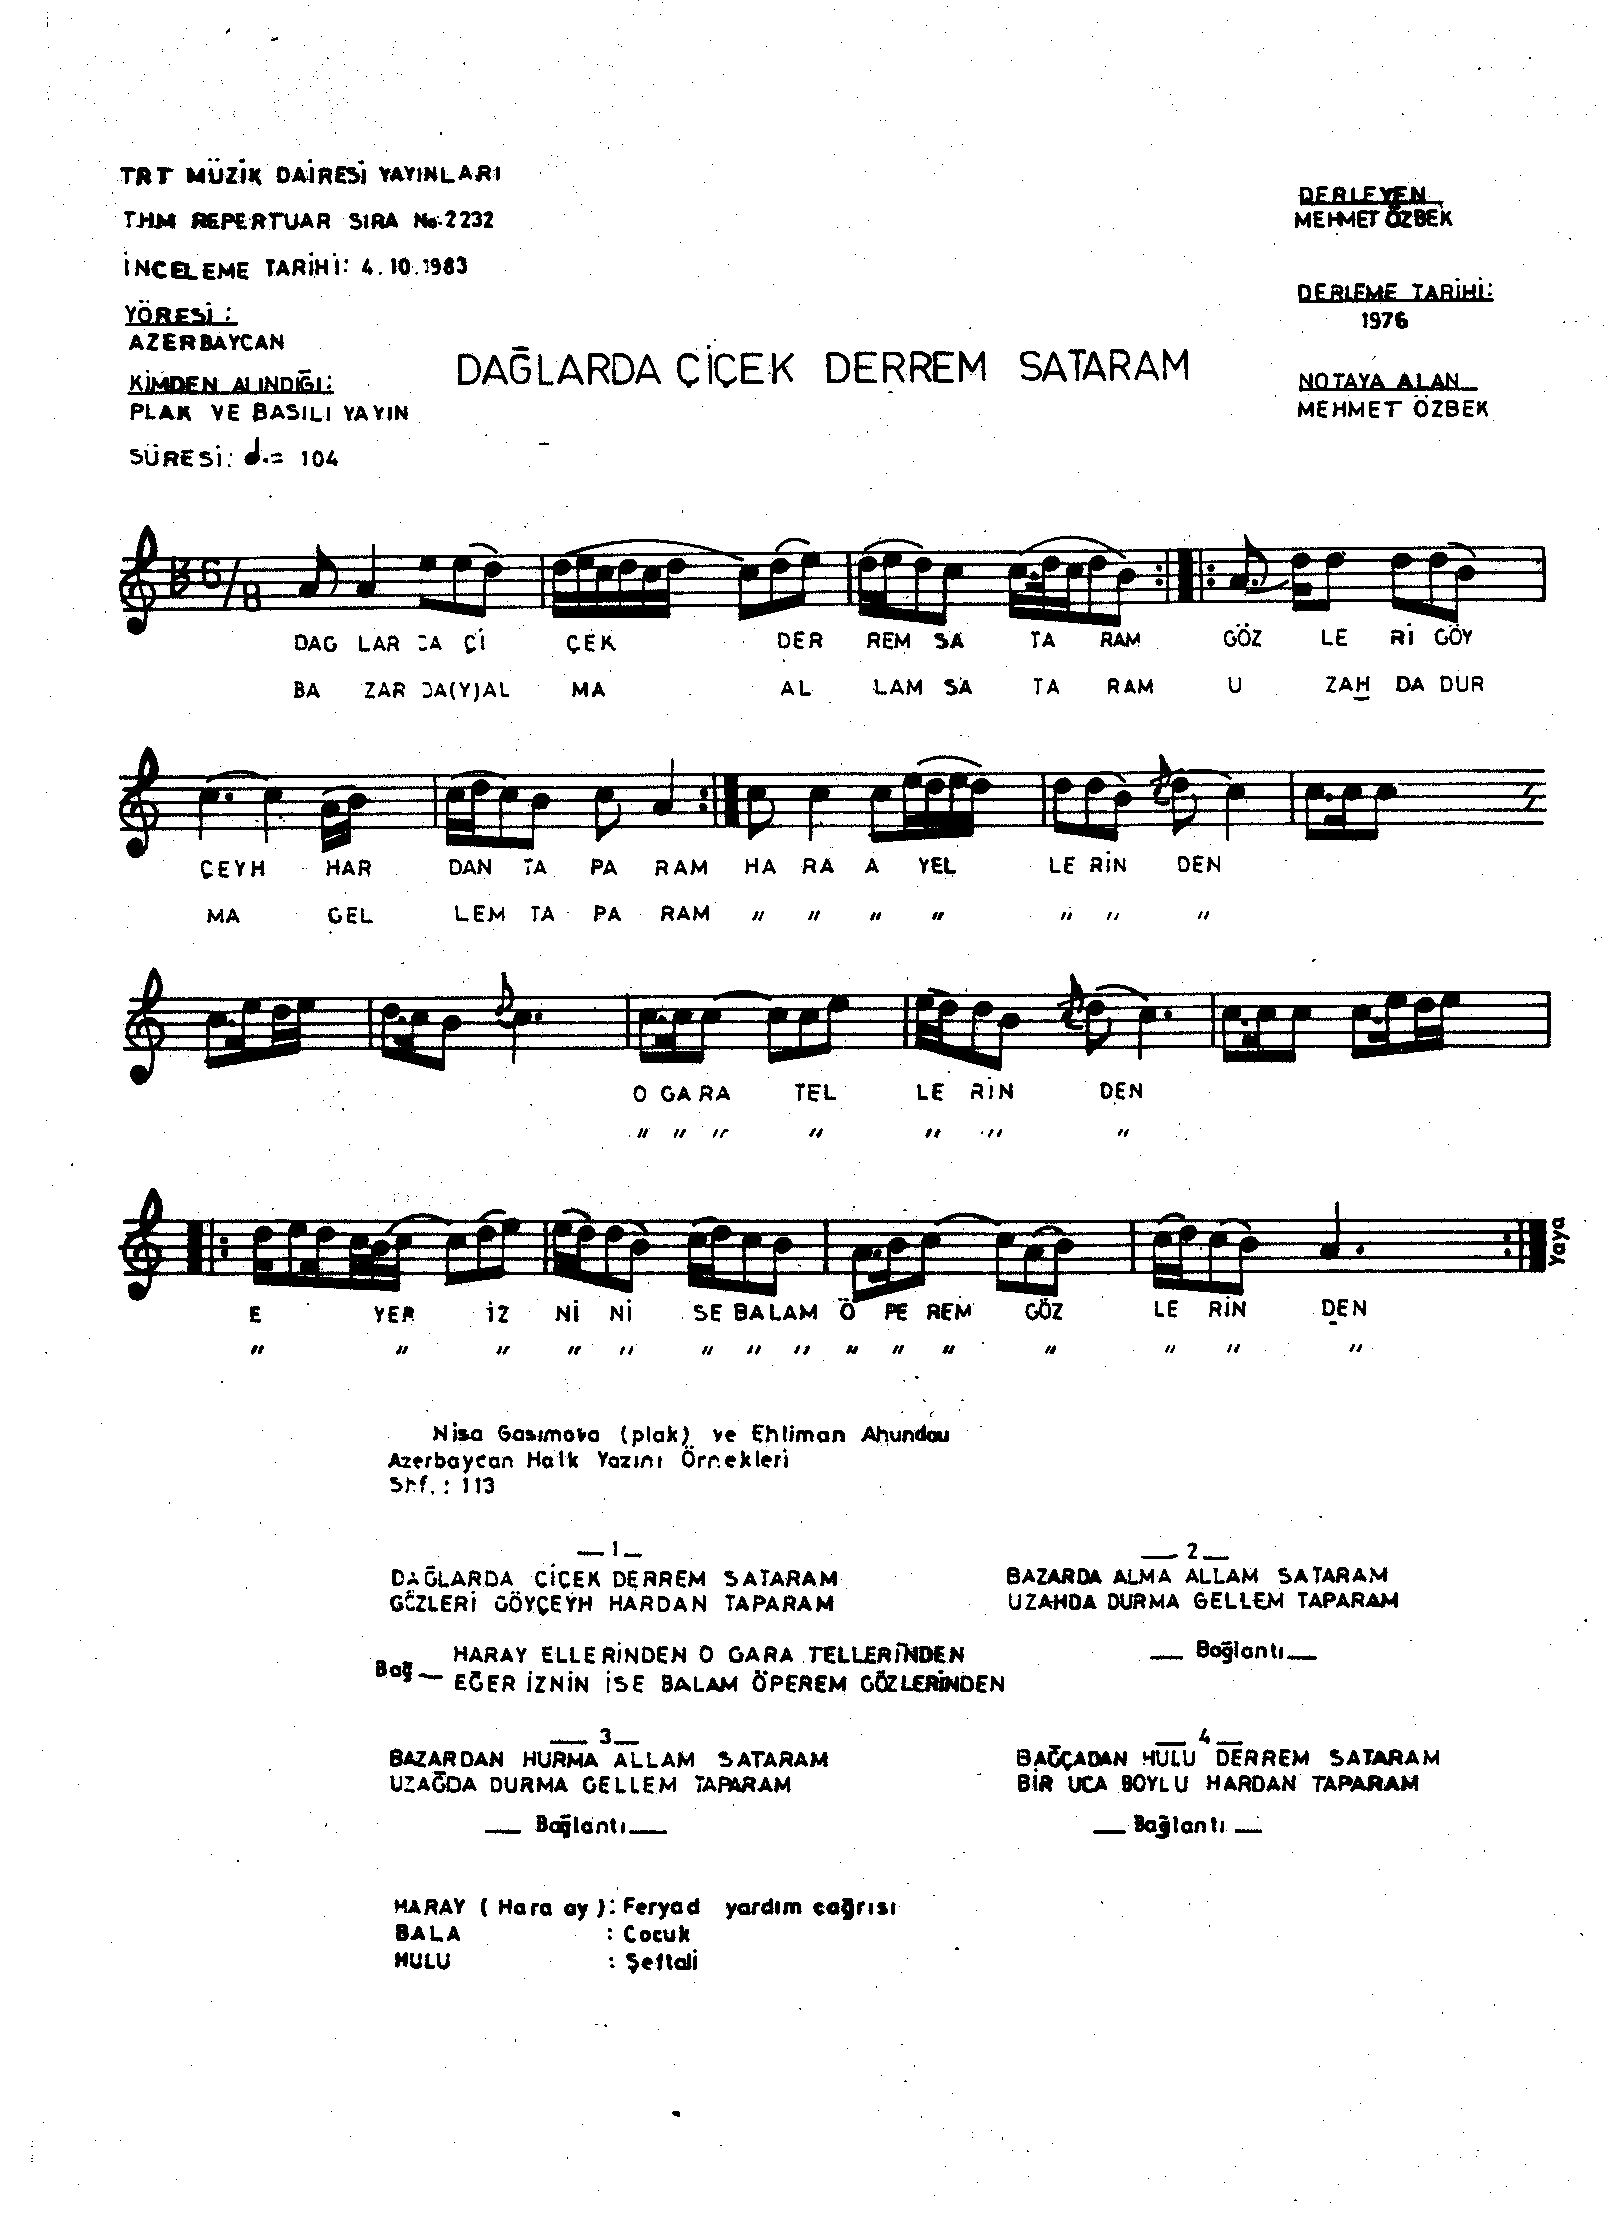 TRT MÜZİK DAİRESİ YAYINLARI
THM REPERTUAR SIRA No:2232
İNCELEME TARİHİ: 4.10.1983
YÖRESİ:
AZERBAYCAN
KİMDEN ALINDIĞI:
PLAK VE BASILI YAYIN
SÜRESİ: ♩.= 104
DERLEYEN
MEHMET ÖZBEK
DERLEME TARİHİ:
1976
NOTAYA ALAN
MEHMET ÖZBEK
DAĞLARDA ÇİÇEK DERREM SATARAM
6/8
DAG LAR DA Çİ ÇEK DER REM SA TA RAM GÖZ LE Rİ GÖY
BA ZAR DA(Y)AL MA AL LAM SA TA RAM U ZAH DA DUR
ÇEYH HAR DAN TA PA RAM HA RA A YEL LE RİN DEN
MA GEL LEM TA PA RAM " " " " " " "
O GA RA TEL LE RİN DEN
" " " " " " "
E YER İZ Nİ Nİ SE BALAM Ö PE REM GÖZ LE RİN DEN
" " " " " " " " " " " " " " "
Yaya
Nisa Gasımova (plak) ve Ehliman Ahundou
Azerbaycan Halk Yazını Örnekleri
Shf. : 113
— 1 —
DAĞLARDA ÇİÇEK DERREM SATARAM
GÖZLERİ GÖYÇEYH HARDAN TAPARAM
Bağ — HARAY ELLERİNDEN O GARA TELLERİNDEN
EĞER İZNİN İSE BALAM ÖPEREM GÖZLERİNDEN
— 2 —
BAZARDA ALMA ALLAM SATARAM
UZAHDA DURMA GELLEM TAPARAM
— Bağlantı —
— 3 —
BAZARDAN HURMA ALLAM SATARAM
UZAĞDA DURMA GELLEM TAPARAM
— Bağlantı —
— 4 —
BAĞÇADAN HULU DERREM SATARAM
BİR UCA BOYLU HARDAN TAPARAM
— Bağlantı —
HARAY ( Hara ay ): Feryad yardım çağrısı
BALA : Çocuk
HULU : Şeftali